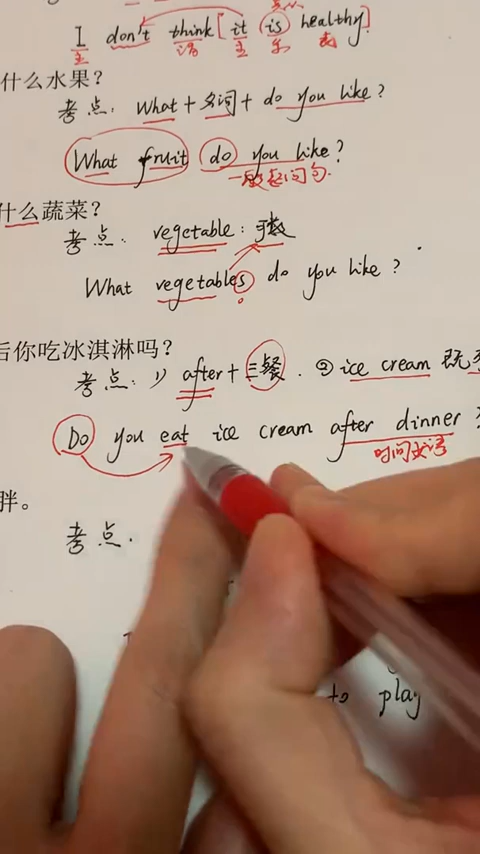 I don't think [it is healthy].
主 谓 主 系 表
什么水果？
考点：What + 名词 + do you like？
What fruit do you like？
一般疑问句.
什么蔬菜？
考点：vegetable：可数
What vegetables do you like？
后你吃冰淇淋吗？
考点：1) after + 三餐. ② ice cream 既
Do you eat ice cream after dinner
时间状语
胖。
考点.
to play